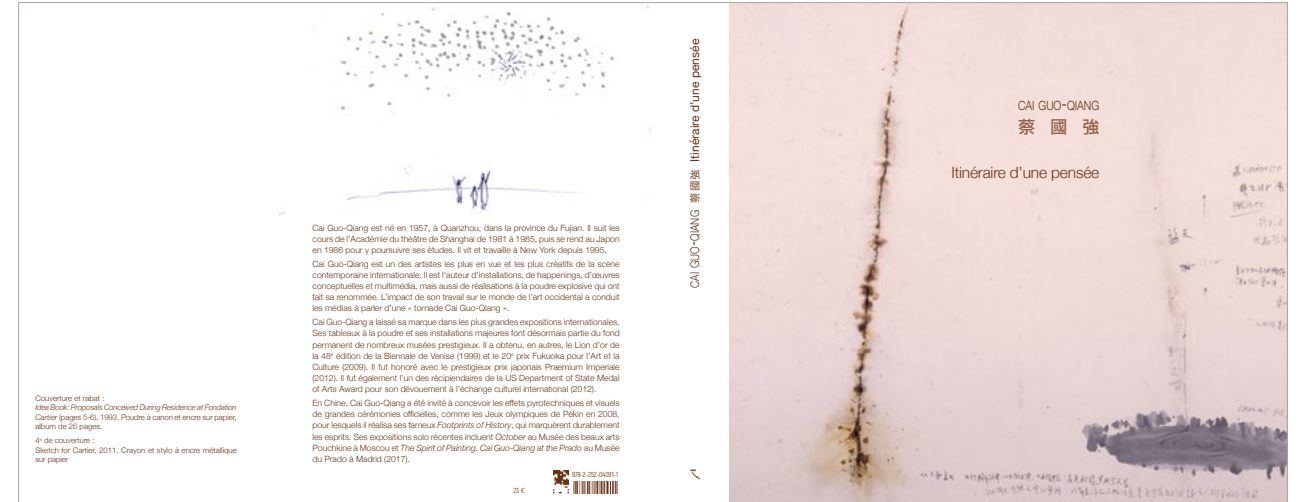 Couverture et rabat :
Idea Book: Proposals Conceived During Residence at Fondation
Cartier (pages 5-6), 1993. Poudre à canon et encre sur papier,
album de 26 pages.
4e de couverture :
Sketch for Cartier, 2011. Crayon et stylo à encre métallique
sur papier
Cai Guo-Qiang est né en 1957, à Quanzhou, dans la province du Fujian. Il suit les
cours de l'Académie du théâtre de Shanghai de 1981 à 1985, puis se rend au Japon
en 1986 pour y poursuivre ses études. Il vit et travaille à New York depuis 1995.
Cai Guo-Qiang est un des artistes les plus en vue et les plus créatifs de la scène
contemporaine internationale. Il est l'auteur d'installations, de happenings, d'œuvres
conceptuelles et multimédia, mais aussi de réalisations à la poudre explosive qui ont
fait sa renommée. L'impact de son travail sur le monde de l'art occidental a conduit
les médias à parler d'une « tornade Cai Guo-Qiang ».
Cai Guo-Qiang a laissé sa marque dans les plus grandes expositions internationales.
Ses tableaux à la poudre et ses installations majeures font désormais partie du fond
permanent de nombreux musées prestigieux. Il a obtenu, en autres, le Lion d'or de
la 48e édition de la Biennale de Venise (1999) et le 20e prix Fukuoka pour l'Art et la
Culture (2009). Il fut honoré avec le prestigieux prix japonais Praemium Imperiale
(2012). Il fut également l'un des récipiendaires de la US Department of State Medal
of Arts Award pour son dévouement à l'échange culturel international (2012).
En Chine, Cai Guo-Qiang a été invité à concevoir les effets pyrotechniques et visuels
de grandes cérémonies officielles, comme les Jeux olympiques de Pékin en 2008,
pour lesquels il réalisa ses fameux Footprints of History, qui marquèrent durablement
les esprits. Ses expositions solo récentes incluent October au Musée des beaux arts
Pouchkine à Moscou et The Spirit of Painting. Cai Guo-Qiang at the Prado au Musée
du Prado à Madrid (2017).
23 €
978-2-252-04091-1
CAI GUO-QIANG 蔡國強 Itinéraire d'une pensée
CAI GUO-QIANG
蔡 國 強
Itinéraire d'une pensée